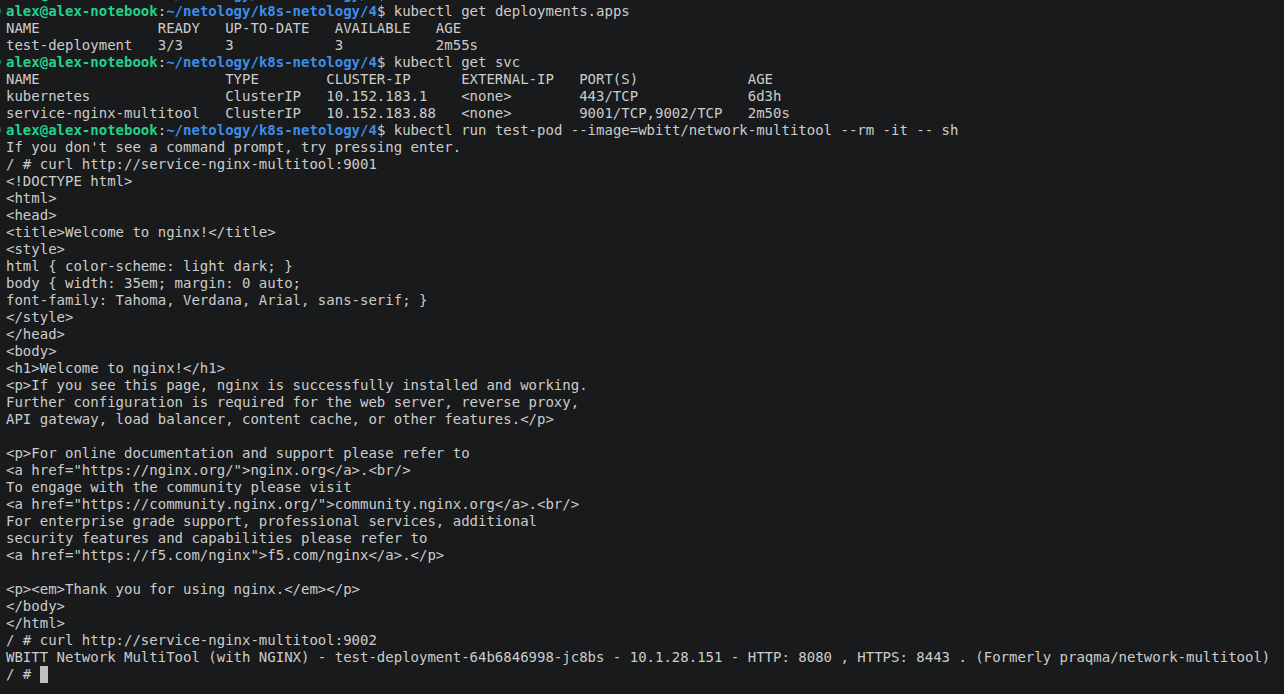 alex@alex-notebook:~/netology/k8s-netology/4$ kubectl get deployments.apps
NAME              READY   UP-TO-DATE   AVAILABLE   AGE
test-deployment   3/3     3            3           2m55s
alex@alex-notebook:~/netology/k8s-netology/4$ kubectl get svc
NAME                      TYPE        CLUSTER-IP      EXTERNAL-IP   PORT(S)             AGE
kubernetes                ClusterIP   10.152.183.1    <none>        443/TCP             6d3h
service-nginx-multitool   ClusterIP   10.152.183.88   <none>        9001/TCP,9002/TCP   2m50s
alex@alex-notebook:~/netology/k8s-netology/4$ kubectl run test-pod --image=wbitt/network-multitool --rm -it -- sh
If you don't see a command prompt, try pressing enter.
/ # curl http://service-nginx-multitool:9001
<!DOCTYPE html>
<html>
<head>
<title>Welcome to nginx!</title>
<style>
html { color-scheme: light dark; }
body { width: 35em; margin: 0 auto;
font-family: Tahoma, Verdana, Arial, sans-serif; }
</style>
</head>
<body>
<h1>Welcome to nginx!</h1>
<p>If you see this page, nginx is successfully installed and working.
Further configuration is required for the web server, reverse proxy,
API gateway, load balancer, content cache, or other features.</p>

<p>For online documentation and support please refer to
<a href="https://nginx.org/">nginx.org</a>.<br/>
To engage with the community please visit
<a href="https://community.nginx.org/">community.nginx.org</a>.<br/>
For enterprise grade support, professional services, additional
security features and capabilities please refer to
<a href="https://f5.com/nginx">f5.com/nginx</a>.</p>

<p><em>Thank you for using nginx.</em></p>
</body>
</html>
/ # curl http://service-nginx-multitool:9002
WBITT Network MultiTool (with NGINX) - test-deployment-64b6846998-jc8bs - 10.1.28.151 - HTTP: 8080 , HTTPS: 8443 . (Formerly praqma/network-multitool)
/ #